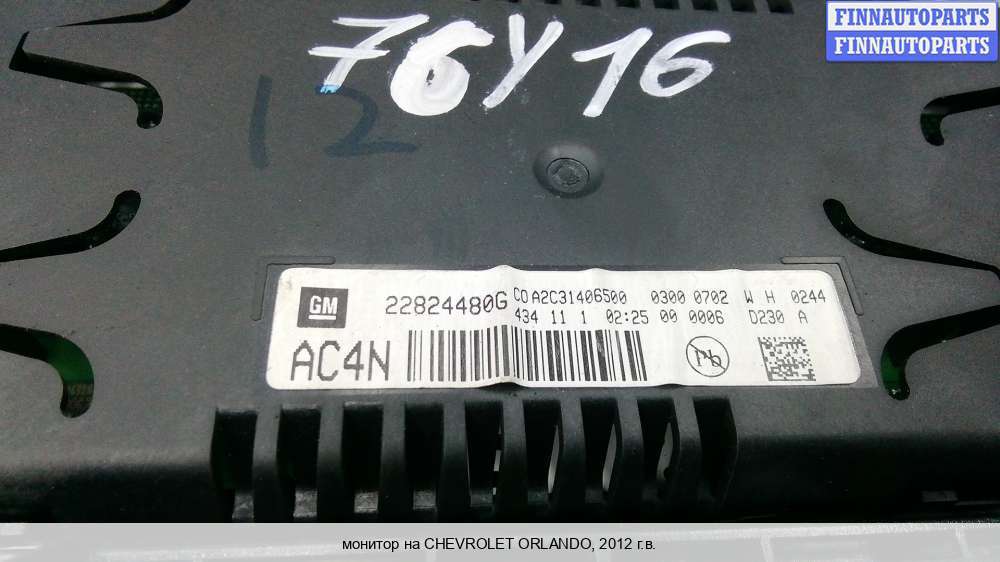 FINNAUTOPARTS
FINNAUTOPARTS
76Y16
12
GM 22824480G CO A2C31406500 0300 0702 W H 0244
434 11 1 02:25 00 0006 D230 A
AC4N Pb
монитор на CHEVROLET ORLANDO, 2012 г.в.